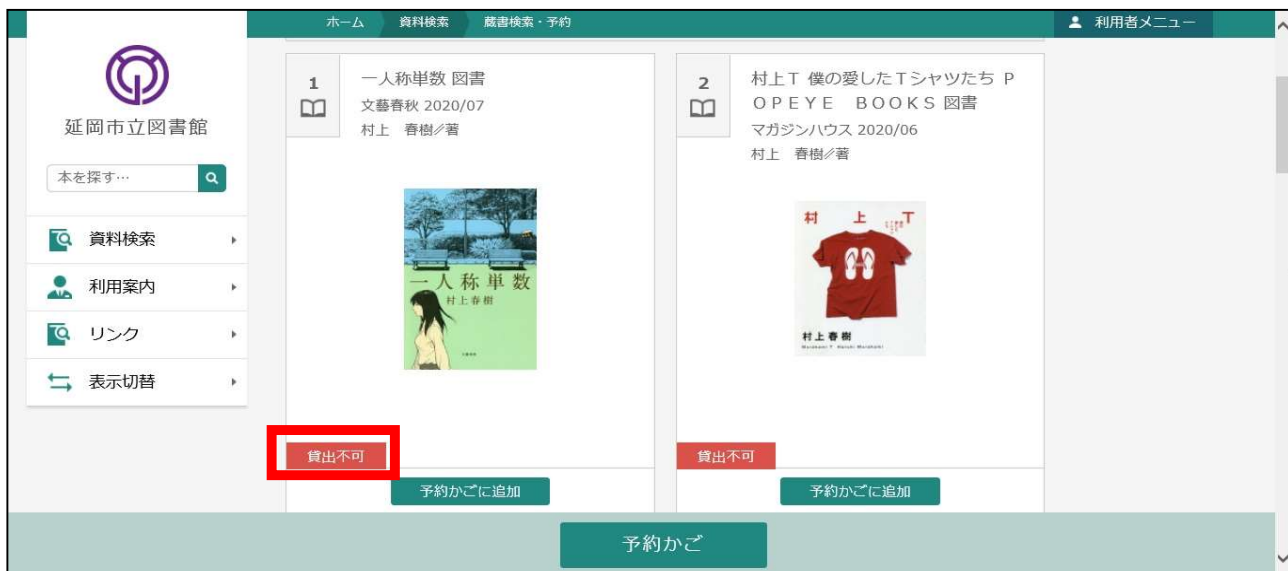 ホーム 資料検索 蔵書検索・予約
利用者メニュー
延岡市立図書館
本を探す…
資料検索
利用案内
リンク
表示切替
1
一人称単数 図書
文藝春秋 2020/07
村上 春樹∥著
一人称単数
村上春樹
貸出不可
予約かごに追加
2
村上T 僕の愛したTシャツたち P
OPEYE BOOKS 図書
マガジンハウス 2020/06
村上 春樹∥著
村上T
村上春樹
Murakami T Haruki Murakami
貸出不可
予約かごに追加
予約かご